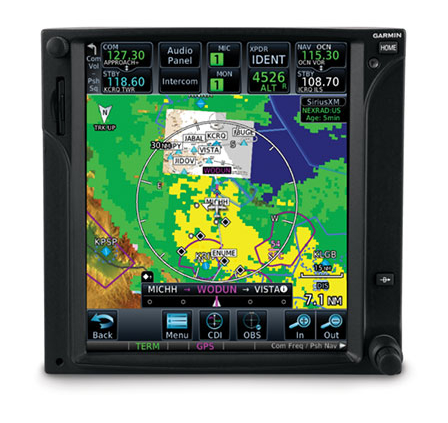 GARMIN
HOME
COM
127.30
APPROACH
STBY
118.60
KCRQ TWR
Com
Vol
Psh
Sq
Audio
Panel
Intercom
MIC
1
MON
1
XPDR
IDENT
4526
ALT R
NAV OCN
115.30
OCN VOR
STBY
108.70
ICRQ ILS
SiriusXM
NEXRAD:US
Age: 5min
N
TRK UP
30
JABAL
KCRQ
VISTA
JIDOV
WODUN
MICHH
S
E
W
KPSP
ENUME
KLGB
15
DIS
7.1 NM
MICHH → WODUN → VISTA
Back
Menu
CDI
OBS
In
Out
TERM
GPS
Com Freq / Psh Nav